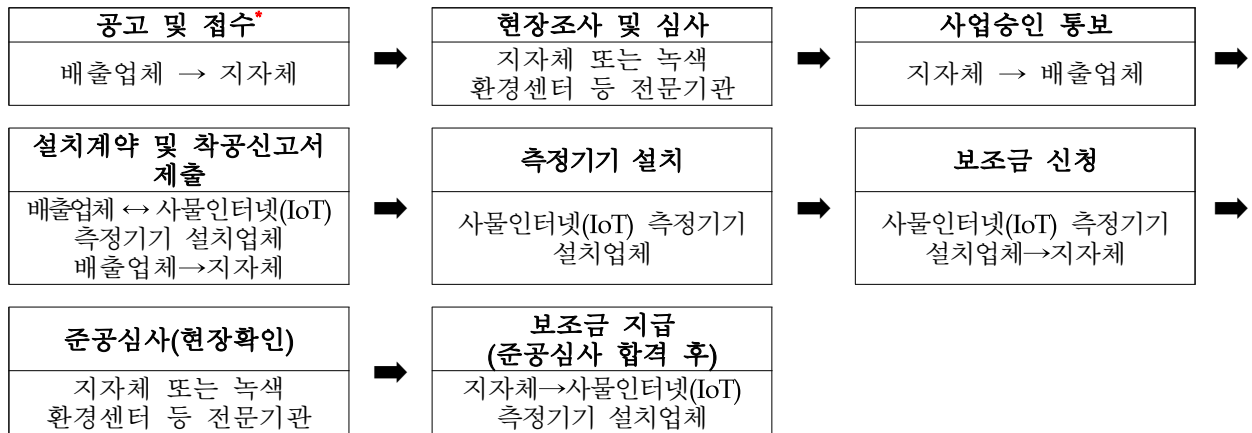 공고 및 접수*
배출업체 → 지자체
현장조사 및 심사
지자체 또는 녹색
환경센터 등 전문기관
사업승인 통보
지자체 → 배출업체
설치계약 및 착공신고서
제출
배출업체 ↔ 사물인터넷(IoT)
측정기기 설치업체
배출업체→지자체
측정기기 설치
사물인터넷(IoT) 측정기기
설치업체
보조금 신청
사물인터넷(IoT) 측정기기
설치업체→지자체
준공심사(현장확인)
지자체 또는 녹색
환경센터 등 전문기관
보조금 지급
(준공심사 합격 후)
지자체→사물인터넷(IoT)
측정기기 설치업체